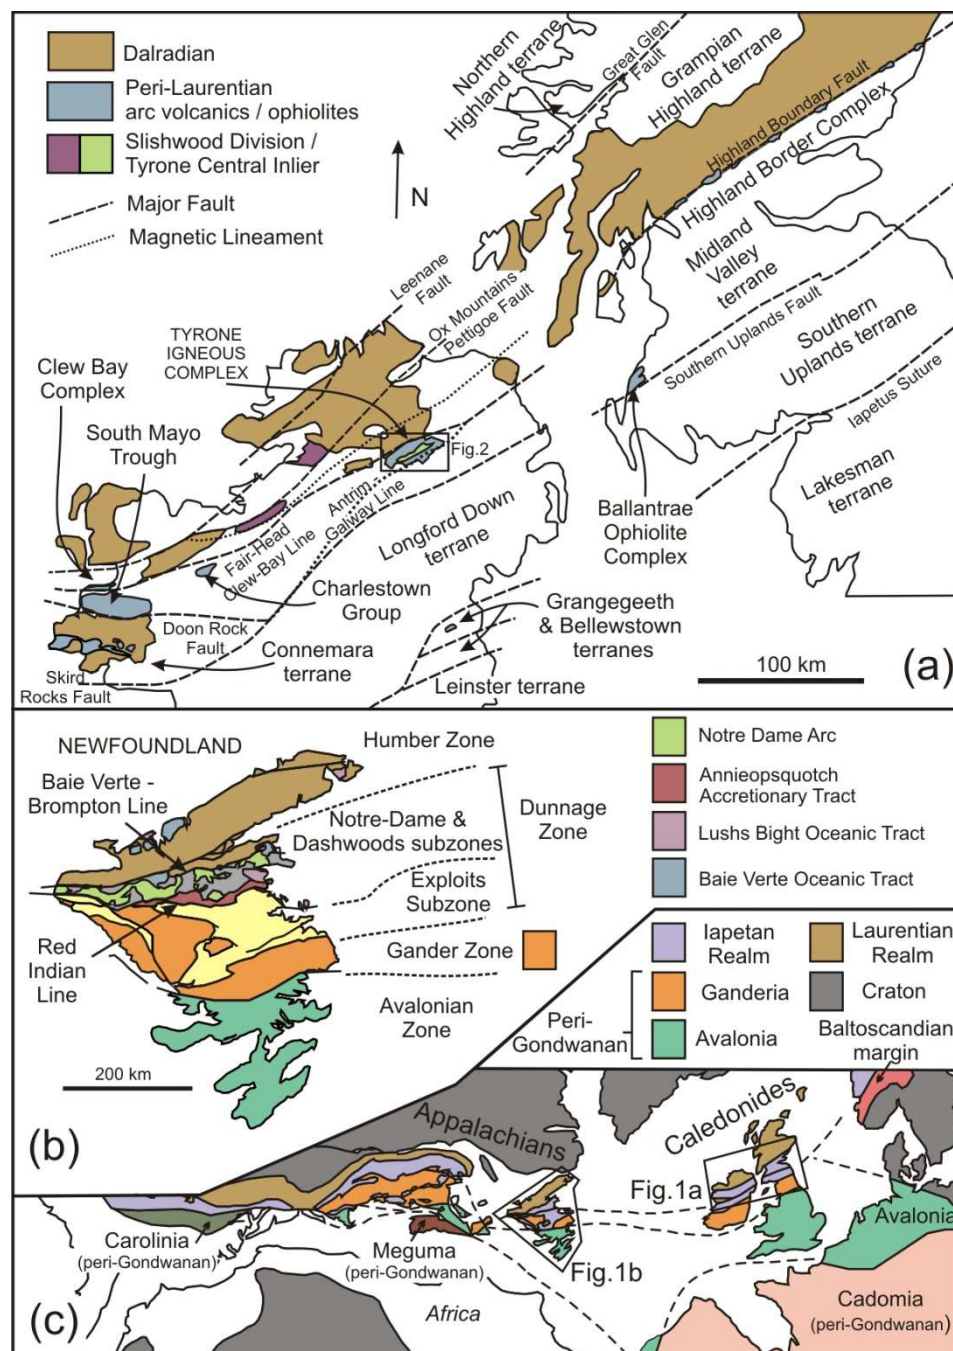 Dalradian
Peri-Laurentian
arc volcanics / ophiolites
Slishwood Division /
Tyrone Central Inlier
Major Fault
Magnetic Lineament
N
Northern
Highland terrane
Great Glen
Fault
Grampian
Highland terrane
Highland Boundary Fault
Highland Border Complex
Midland
Valley
terrane
Southern Uplands Fault
Southern
Uplands terrane
Iapetus Suture
Lakesman
terrane
Leenane
Fault
Ox Mountains
Pettigoe Fault
TYRONE
IGNEOUS
COMPLEX
Clew Bay
Complex
South Mayo
Trough
Fig.2
Antrim-
Galway Line
Fair-Head
Clew-Bay Line
Longford Down
terrane
Ballantrae
Ophiolite
Complex
Charlestown
Group
Grangegeeth
& Bellewstown
terranes
Doon Rock
Fault
Connemara
terrane
Skird
Rocks Fault
Leinster terrane
100 km
(a)
NEWFOUNDLAND
Humber Zone
Baie Verte -
Brompton Line
Notre-Dame &
Dashwoods subzones
Dunnage
Zone
Exploits
Subzone
Red
Indian
Line
Gander Zone
Avalonian
Zone
200 km
(b)
Notre Dame Arc
Annieopsquotch
Accretionary Tract
Lushs Bight Oceanic Tract
Baie Verte Oceanic Tract
Iapetan
Realm
Laurentian
Realm
Ganderia
Craton
Peri-
Gondwanan
Avalonia
Baltoscandian
margin
Appalachians
Caledonides
Fig.1a
Fig.1b
Carolinia
(peri-Gondwanan)
Meguma
(peri-Gondwanan)
Africa
Avalonia
Cadomia
(peri-Gondwanan)
(c)